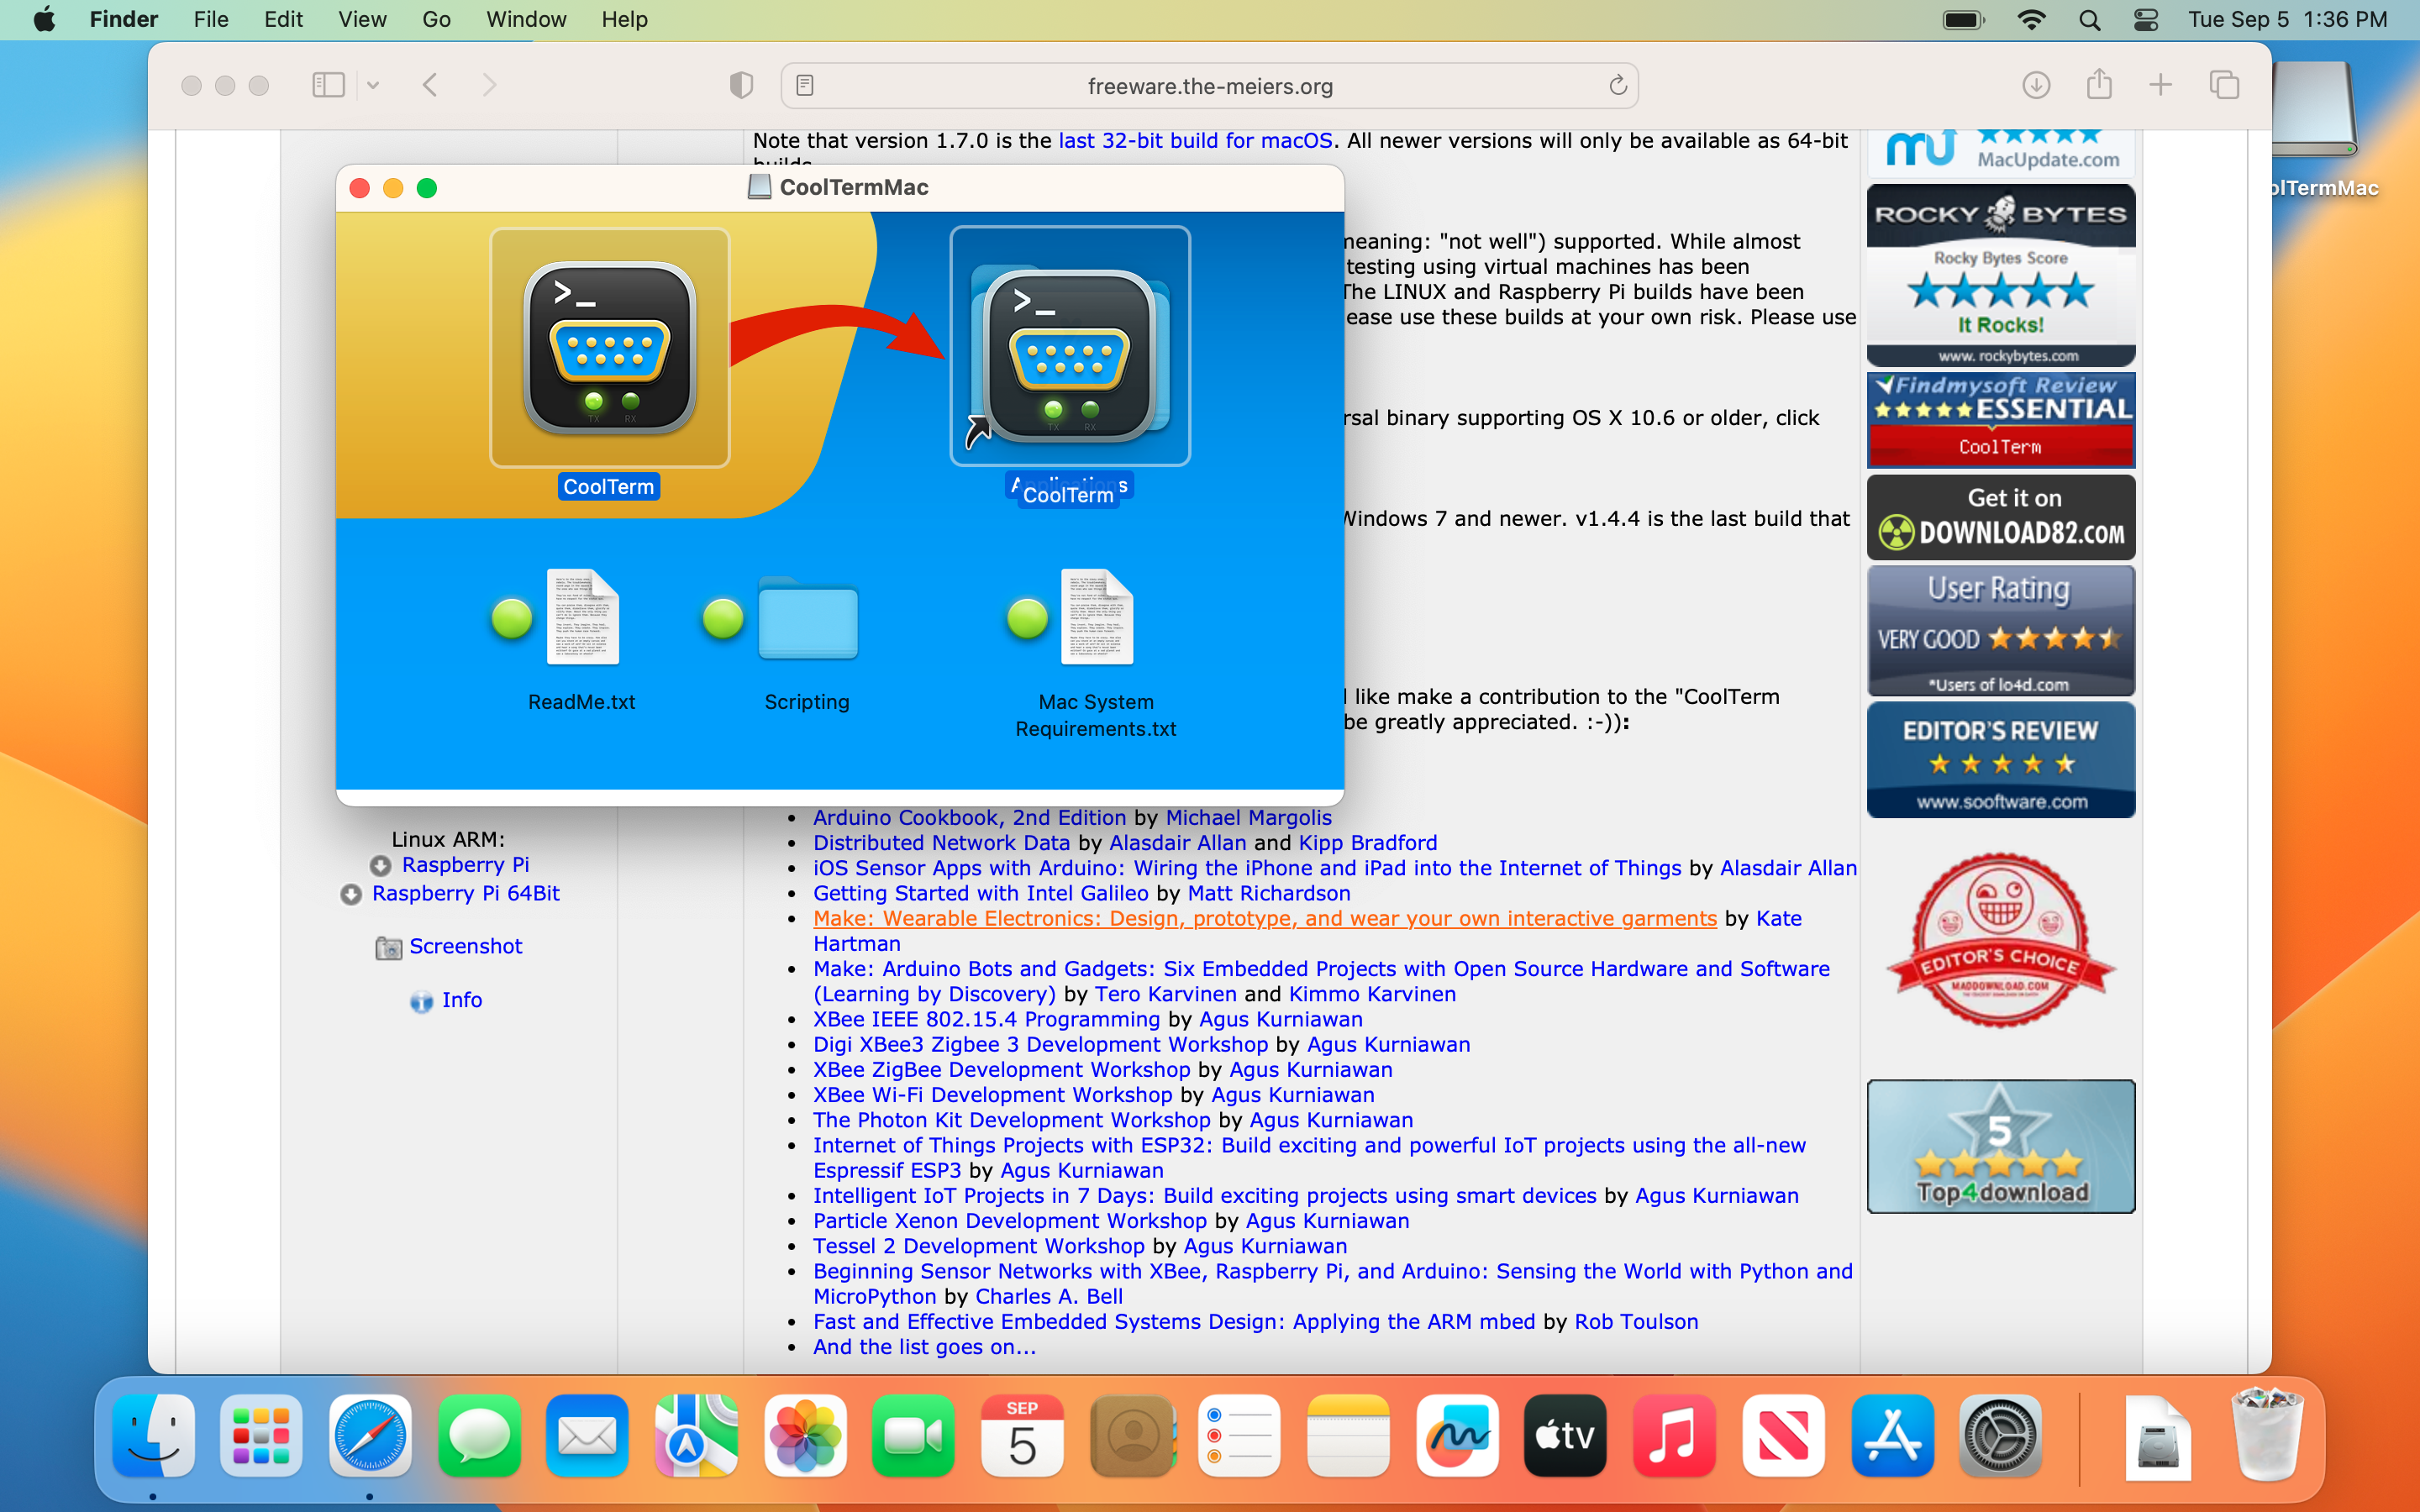 Finder File Edit View Go Window Help
Tue Sep 5 1:36 PM
freeware.the-meiers.org
Note that version 1.7.0 is the last 32-bit build for macOS. All newer versions will only be available as 64-bit
CoolTermMac
meaning: "not well") supported. While almost
testing using virtual machines has been
The LINUX and Raspberry Pi builds have been
ease use these builds at your own risk. Please use
rsal binary supporting OS X 10.6 or older, click
Windows 7 and newer. v1.4.4 is the last build that
like make a contribution to the "CoolTerm
be greatly appreciated. :-)):
>_
TX RX
CoolTerm
>_
TX RX
CoolTerm
ReadMe.txt
Scripting
Mac System
Requirements.txt
Linux ARM:
Raspberry Pi
Raspberry Pi 64Bit
Screenshot
Info
• Arduino Cookbook, 2nd Edition by Michael Margolis
• Distributed Network Data by Alasdair Allan and Kipp Bradford
• iOS Sensor Apps with Arduino: Wiring the iPhone and iPad into the Internet of Things by Alasdair Allan
• Getting Started with Intel Galileo by Matt Richardson
• Make: Wearable Electronics: Design, prototype, and wear your own interactive garments by Kate
Hartman
• Make: Arduino Bots and Gadgets: Six Embedded Projects with Open Source Hardware and Software
(Learning by Discovery) by Tero Karvinen and Kimmo Karvinen
• XBee IEEE 802.15.4 Programming by Agus Kurniawan
• Digi XBee3 Zigbee 3 Development Workshop by Agus Kurniawan
• XBee ZigBee Development Workshop by Agus Kurniawan
• XBee Wi-Fi Development Workshop by Agus Kurniawan
• The Photon Kit Development Workshop by Agus Kurniawan
• Internet of Things Projects with ESP32: Build exciting and powerful IoT projects using the all-new
Espressif ESP3 by Agus Kurniawan
• Intelligent IoT Projects in 7 Days: Build exciting projects using smart devices by Agus Kurniawan
• Particle Xenon Development Workshop by Agus Kurniawan
• Tessel 2 Development Workshop by Agus Kurniawan
• Beginning Sensor Networks with XBee, Raspberry Pi, and Arduino: Sensing the World with Python and
MicroPython by Charles A. Bell
• Fast and Effective Embedded Systems Design: Applying the ARM mbed by Rob Toulson
• And the list goes on...
MacUpdate.com
ROCKY BYTES
Rocky Bytes Score
It Rocks!
www.rockybytes.com
Findmysoft Review
ESSENTIAL
CoolTerm
Get it on
DOWNLOAD82.COM
User Rating
VERY GOOD
*Users of lo4d.com
EDITOR'S REVIEW
www.sooftware.com
EDITOR'S CHOICE
MADDOWNLOAD.COM
5
Top4download
olTermMac
SEP
5
tv